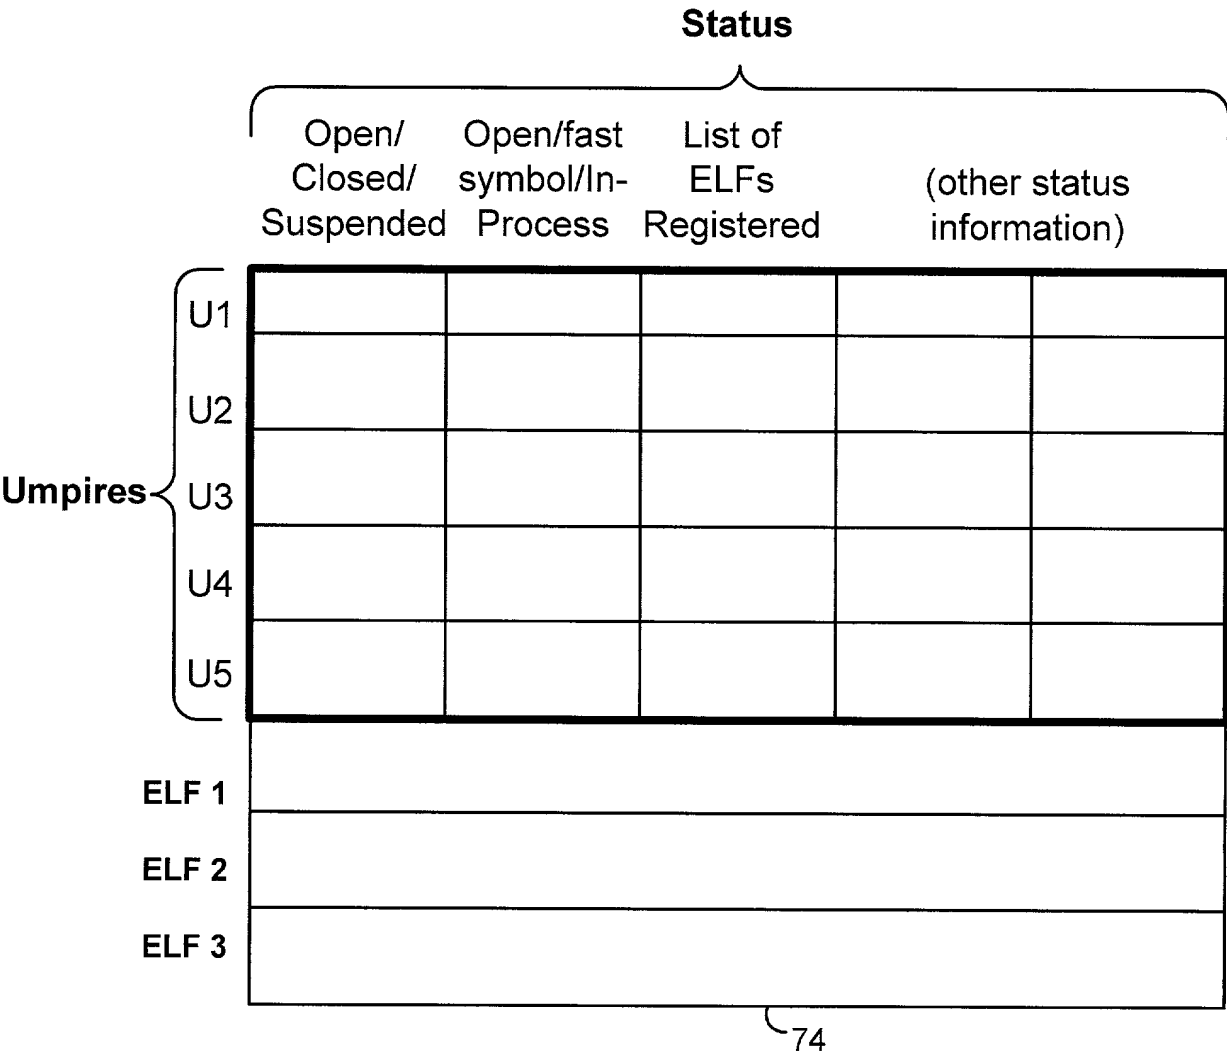 Status
Open/
Closed/
Suspended
Open/fast
symbol/In-
Process
List of
ELFs
Registered
(other status
information)
Umpires
U1
U2
U3
U4
U5
ELF 1
ELF 2
ELF 3
74